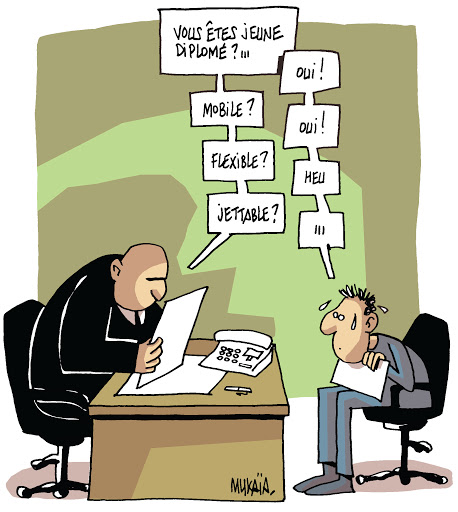 VOUS ÊTES JEUNE
DIPLOMÉ ? ...
OUI !
MOBILE ?
OUI !
FLEXIBLE ?
HEU
JETTABLE ?
...
MUKAÏA.